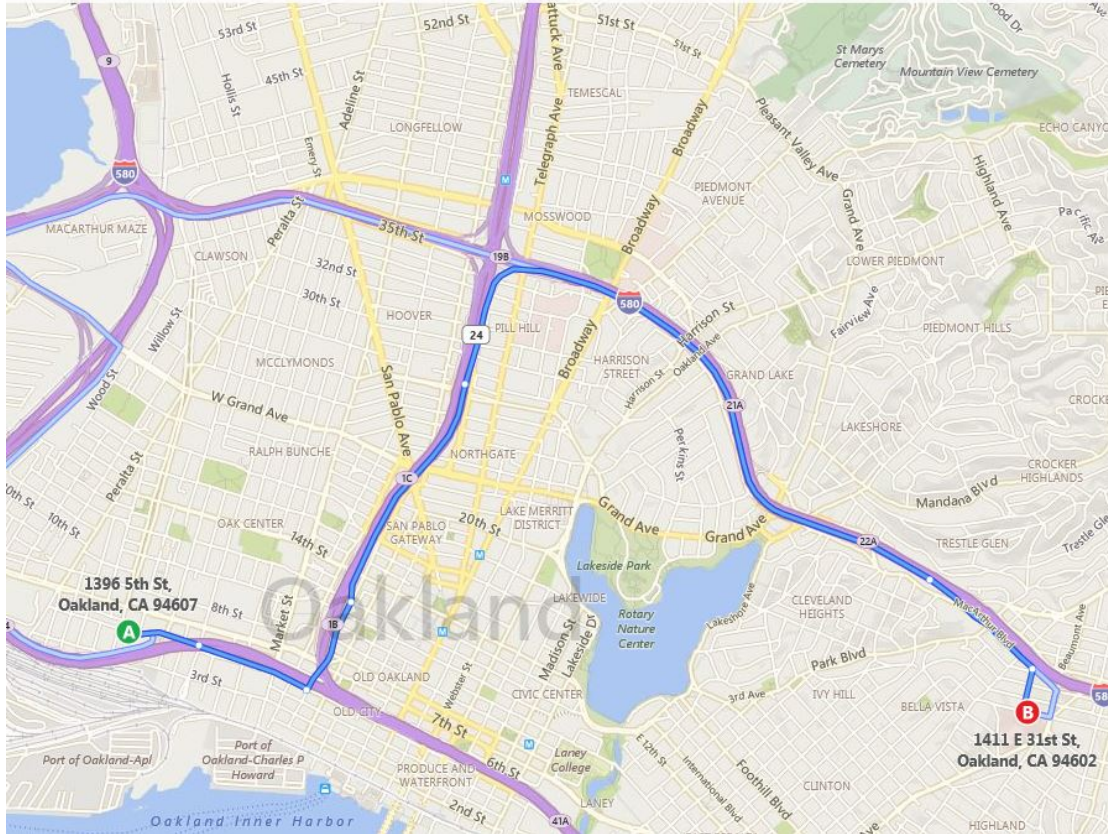 53rd St
52nd St
51st St
51st St
St Marys
Cemetery
Mountain View Cemetery
9
Hollis St
45th St
Adeline St
TEMESCAL
LONGFELLOW
Telegraph Ave
Broadway
Pleasant Valley Ave
ECHO CANYO
Highland Ave
580
Emery St
PIEDMONT
AVENUE
Grand Ave
MACARTHUR MAZE
Peralta St
35th St
MOSSWOOD
Broadway
LOWER PIEDMONT
CLAWSON
19B
32nd St
30th St
580
Harrison St
Fairview Ave
HOOVER
PILL HILL
PIEDMONT HILLS
Willow St
24
Broadway
Oakland Ave
MCCLYMONDS
HARRISON
STREET
GRAND LAKE
Wood St
San Pablo Ave
Harrison St
21A
LAKESHORE
W Grand Ave
Perkins St
RALPH BUNCHE
NORTHGATE
CROCKER
HIGHLANDS
Peralta St
1C
Mandana Blvd
10th St
LAKE MERRITT
DISTRICT
Grand Ave
Grand Ave
OAK CENTER
SAN PABLO
GATEWAY
20th St
22A
TRESTLE GLEN
14th St
Lakeside Park
1396 5th St,
Oakland, CA 94607
Oakland
LAKEWIDE
Rotary
Nature
Center
Lakeshore Ave
CLEVELAND
HEIGHTS
MacArthur Blvd
Beaumont Ave
8th St
Market St
1B
A
Madison St
Lakeside Dr
3rd St
OLD OAKLAND
Webster St
CIVIC CENTER
Park Blvd
3rd Ave
IVY HILL
BELLA VISTA
OLD CITY
7th St
B
1411 E 31st St,
Oakland, CA 94602
Port of Oakland-Apl
Port of
Oakland-Charles P
Howard
6th St
Laney
College
E 12th St
International Blvd
Foothill Blvd
PRODUCE AND
WATERFRONT
CLINTON
2nd St
LANEY
41A
Oakland Inner Harbor
HIGHLAND